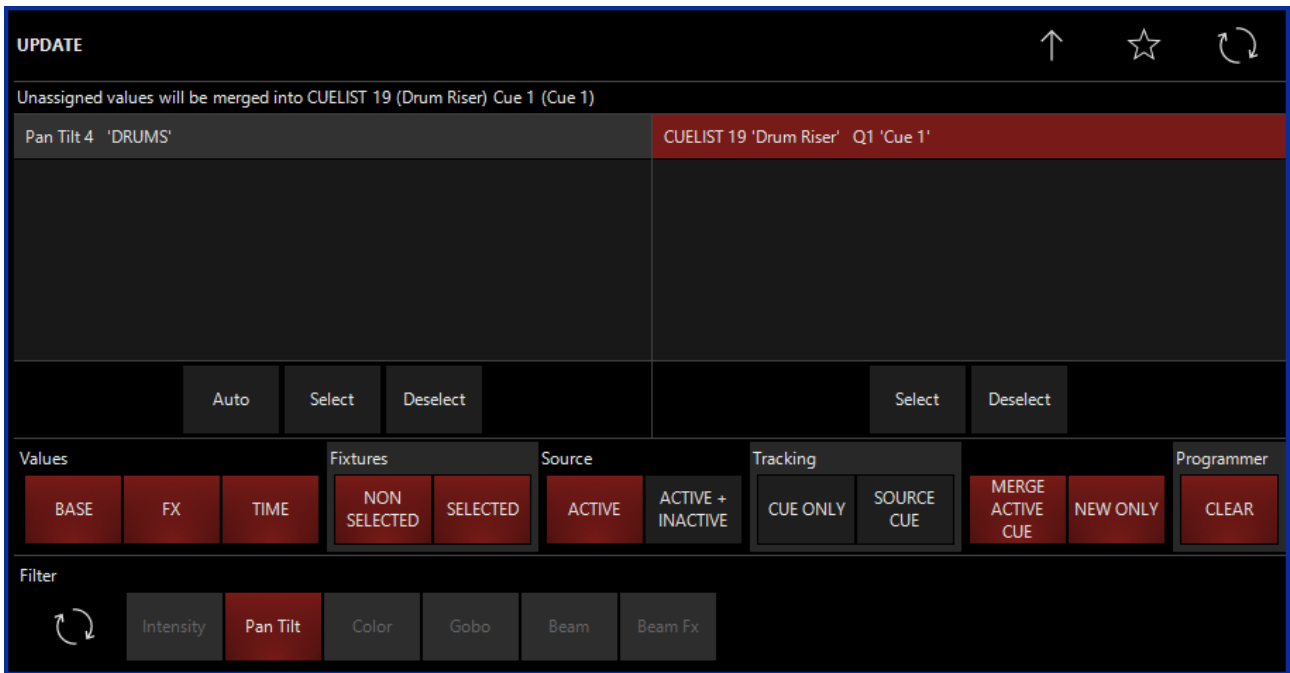 UPDATE
Unassigned values will be merged into CUELIST 19 (Drum Riser) Cue 1 (Cue 1)
Pan Tilt 4 'DRUMS'
CUELIST 19 'Drum Riser' Q1 'Cue 1'
Auto Select Deselect
Select Deselect
Values
Fixtures
Source
Tracking
Programmer
BASE
FX
TIME
NON
SELECTED
SELECTED
ACTIVE
ACTIVE +
INACTIVE
CUE ONLY
SOURCE
CUE
MERGE
ACTIVE
CUE
NEW ONLY
CLEAR
Filter
Intensity
Pan Tilt
Color
Gobo
Beam
Beam Fx